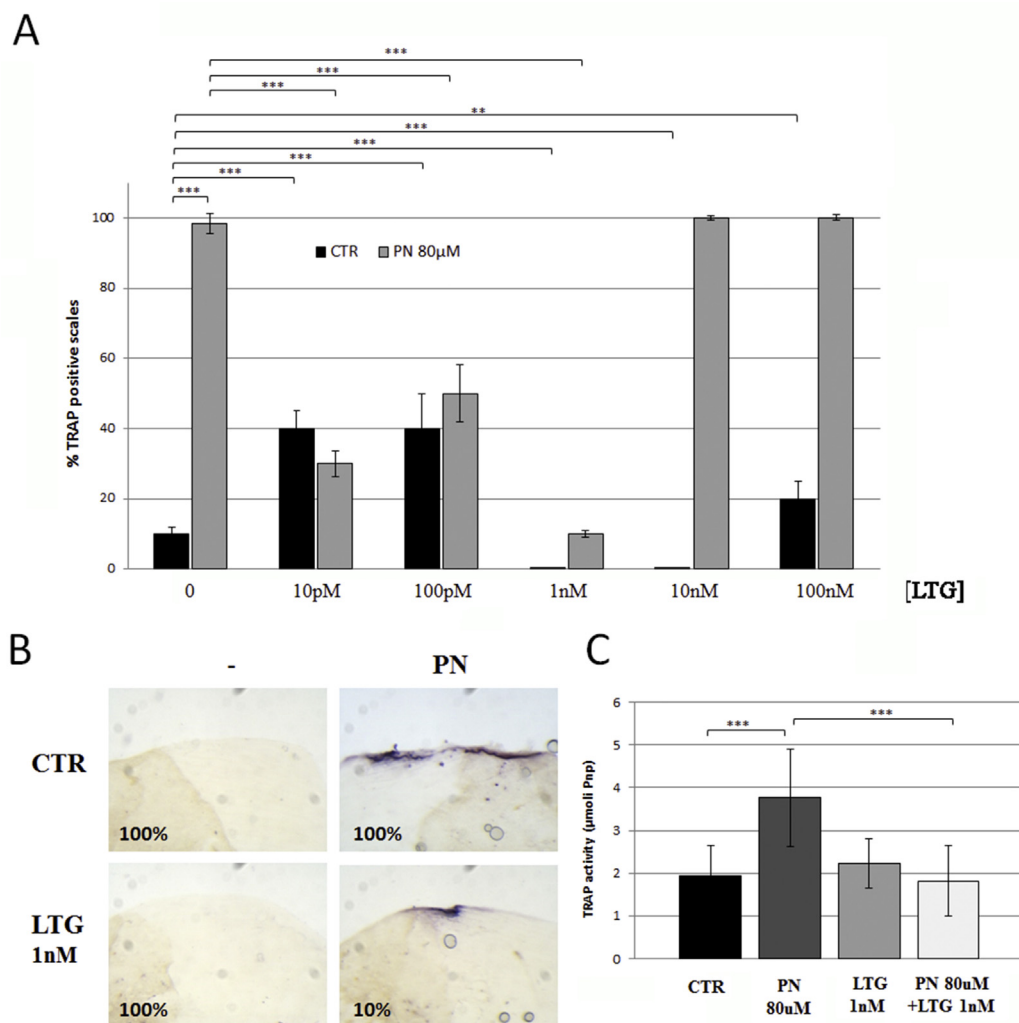 A
***
***
***
**
***
***
***
***
***
100
80
60
40
20
0
% TRAP positive scales
CTR PN 80µM
0 10pM 100pM 1nM 10nM 100nM [LTG]
B
- PN
CTR
100% 100%
LTG
1nM
100% 10%
C
*** ***
6
5
4
3
2
1
0
TRAP activity (µmoli Pnp)
CTR PN LTG PN 80uM
80uM 1nM +LTG 1nM